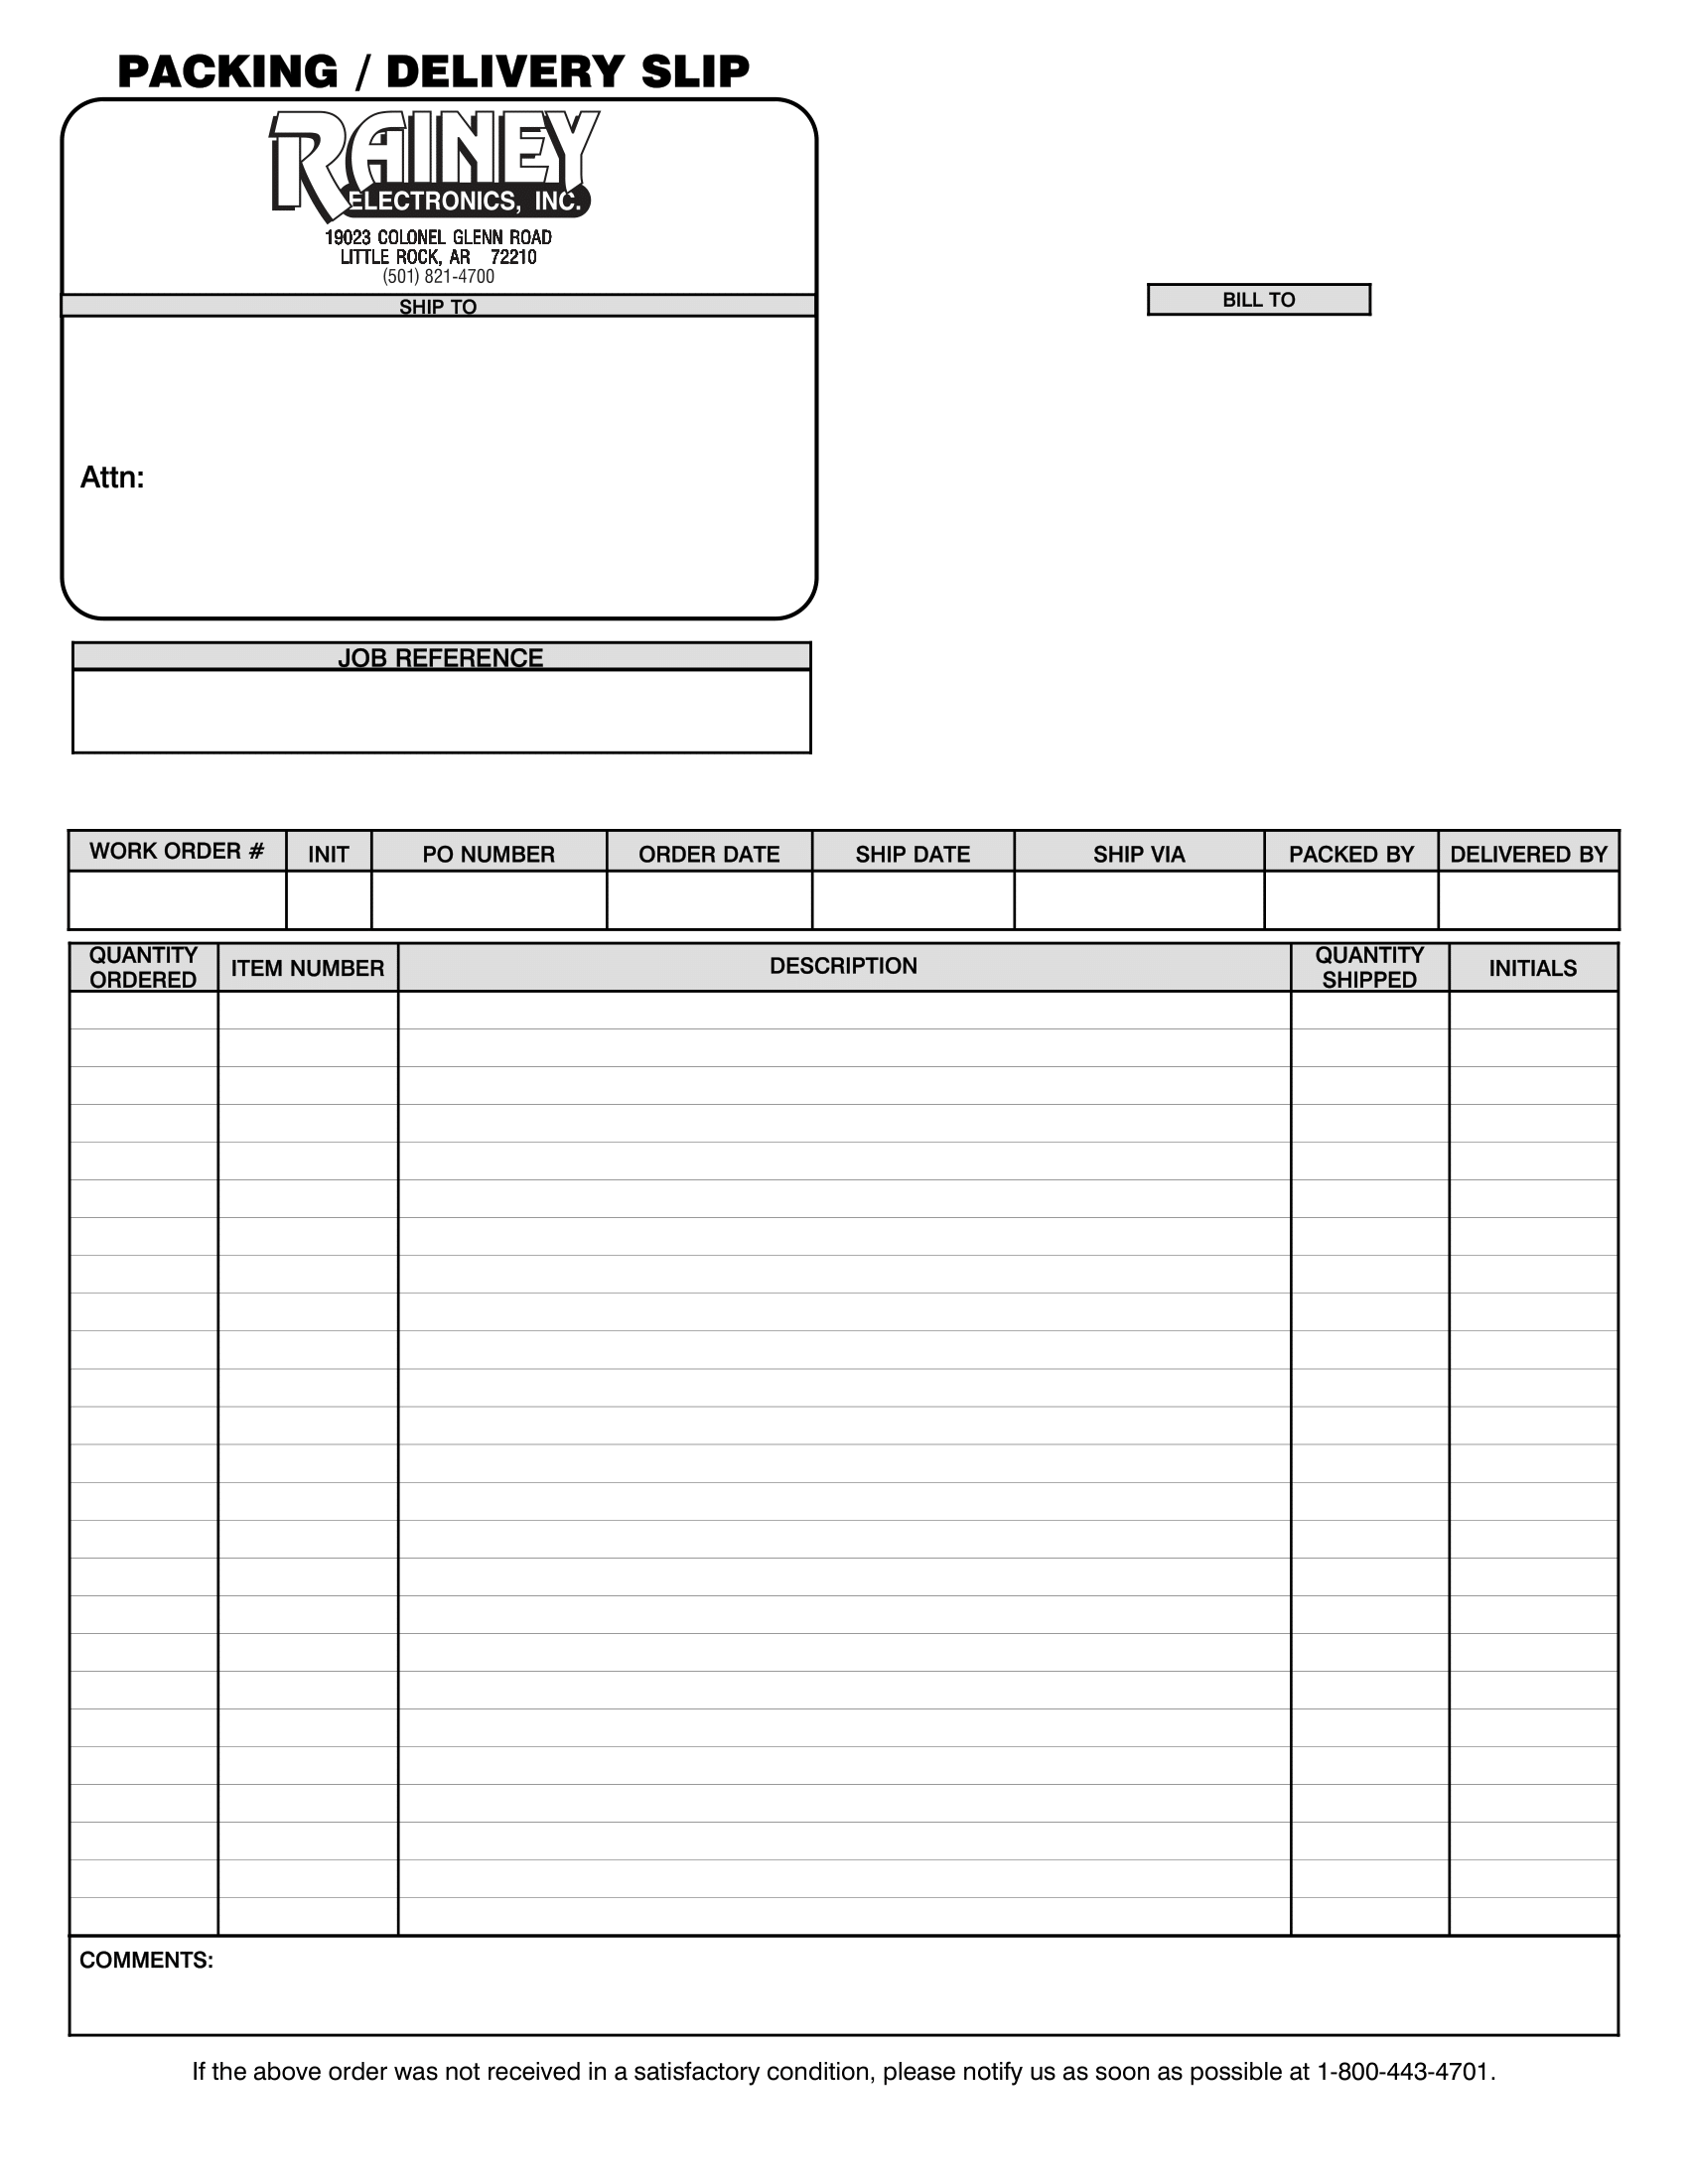 PACKING / DELIVERY SLIP
RAINEY
ELECTRONICS, INC.
19023 COLONEL GLENN ROAD
LITTLE ROCK, AR 72210
(501) 821-4700
SHIP TO
BILL TO
Attn:
JOB REFERENCE
WORK ORDER # INIT PO NUMBER ORDER DATE SHIP DATE SHIP VIA PACKED BY DELIVERED BY
QUANTITY ORDERED ITEM NUMBER DESCRIPTION QUANTITY SHIPPED INITIALS
COMMENTS:
If the above order was not received in a satisfactory condition, please notify us as soon as possible at 1-800-443-4701.